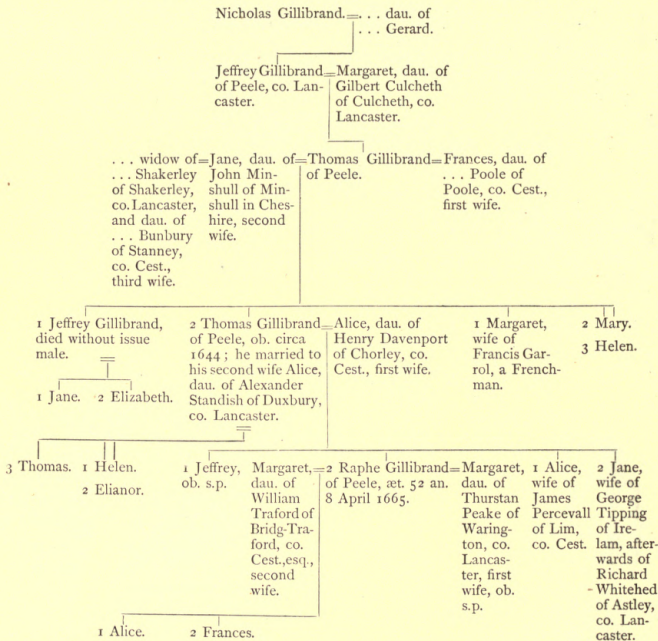 Nicholas Gillibrand.=. . . dau. of
. . . Gerard.
Jeffrey Gillibrand=Margaret, dau. of
of Peele, co. Lan- Gilbert Culcheth
caster. of Culcheth, co.
Lancaster.
. . . widow of=Jane, dau. of=Thomas Gillibrand=Frances, dau. of
. . . Shakerley John Min- of Peele. . . . Poole of
of Shakerley, shull of Min- Poole, co. Cest.,
co. Lancaster, shull in Ches- first wife.
and dau. of hire, second
. . . Bunbury wife.
of Stanney,
co. Cest.,
third wife.
1 Jeffrey Gillibrand, 2 Thomas Gillibrand=Alice, dau. of 1 Margaret, 2 Mary.
died without issue of Peele, ob. circa Henry Davenport wife of
male. 1644; he married to of Chorley, co. Francis Gar- 3 Helen.
= his second wife Alice, Cest., first wife. rol, a French-
dau. of Alexander man.
1 Jane. 2 Elizabeth. Standish of Duxbury,
co. Lancaster.
=
3 Thomas. 1 Helen. 1 Jeffrey, Margaret,=2 Raphe Gillibrand=Margaret, 1 Alice, 2 Jane,
ob. s.p. dau. of of Peele, æt. 52 an. dau. of wife of wife of
2 Elianor. William 8 April 1665. Thurstan James George
Traford of Peake of Percevall Tipping
Bridg-Tra- Waring- of Lim, of Ire-
ford, co. ton, co. co. Cest. lam, after-
Cest., esq., Lancas- wards of
second ter, first Richard
wife. wife, ob. Whitehed
s.p. of Astley,
co. Lan-
1 Alice. 2 Frances. caster.